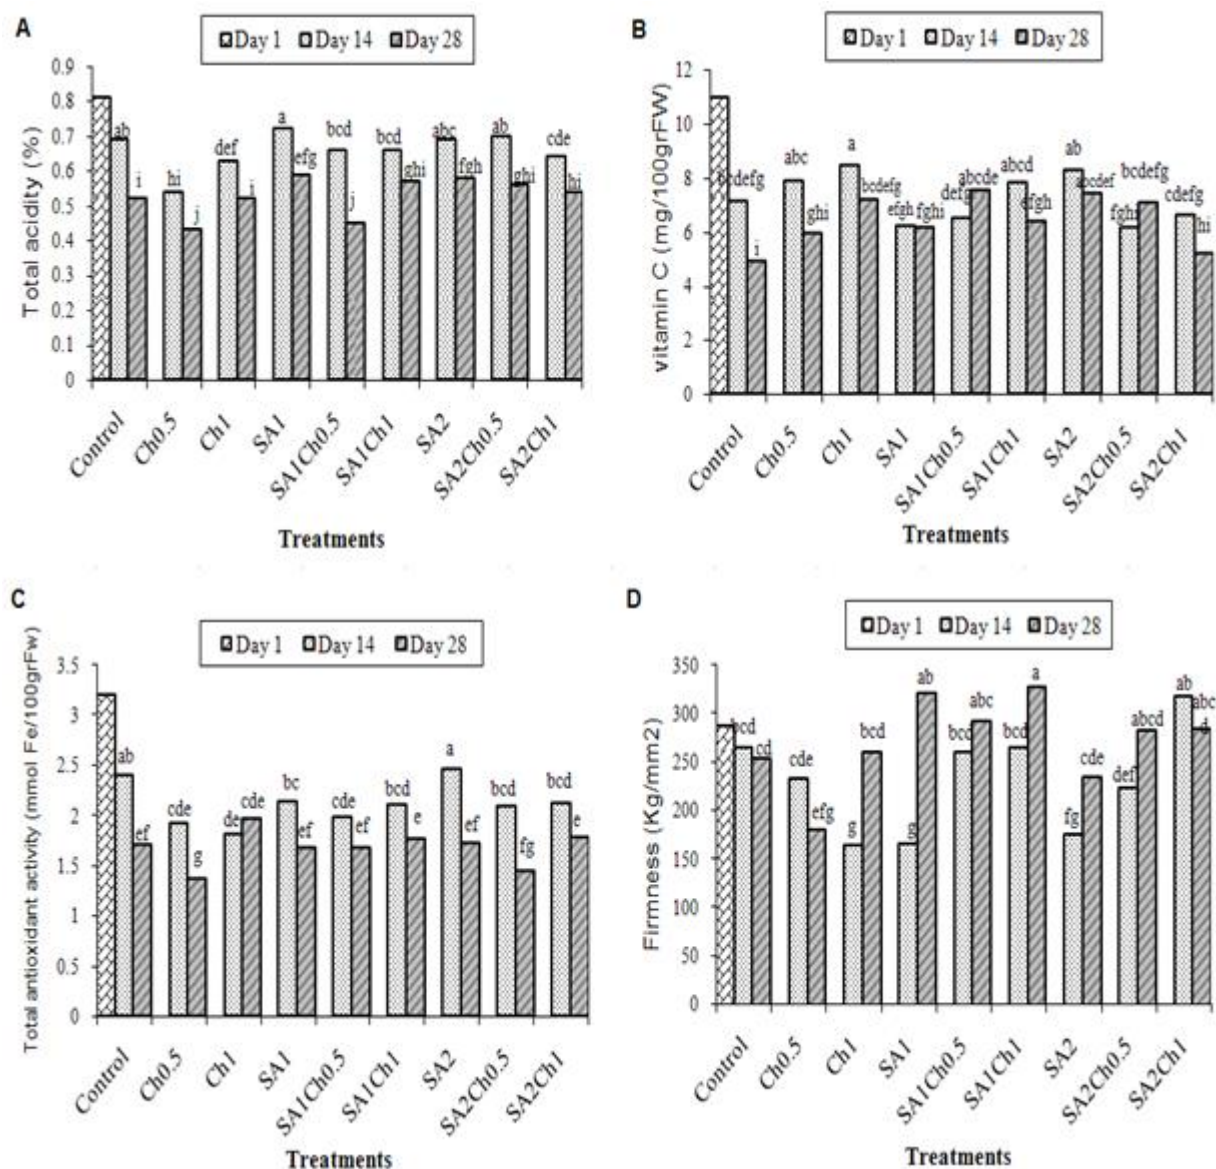 A
Day 1 Day 14 Day 28
Total acidity (%)
0.9
0.8
0.7
0.6
0.5
0.4
0.3
0.2
0.1
0
ab i hi j def i a efg bcd j bcd ghi abc fgh ab ghi cde hi
Control Ch0.5 Ch1 SA1 SA1Ch0.5 SA1Ch1 SA2 SA2Ch0.5 SA2Ch1
Treatments
B
Day 1 Day 14 Day 28
vitamin C (mg/100grFW)
12
10
8
6
4
2
0
bcdefg i abc ghi a bcdefg efgh fghi defg abcde abcd efgh ab abcdef fghi bcdefg cdefg hi
Control Ch0.5 Ch1 SA1 SA1Ch0.5 SA1Ch1 SA2 SA2Ch0.5 SA2Ch1
Treatments
C
Day 1 Day 14 Day 28
Total antioxidant activity (mmol Fe/100grFw)
3.5
3
2.5
2
1.5
1
0.5
0
ab ef cde g de cde bc ef cde ef bcd e a ef bcd fg bcd e
Control Ch0.5 Ch1 SA1 SA1Ch0.5 SA1Ch1 SA2 SA2Ch0.5 SA2Ch1
Treatments
D
Day 1 Day 14 Day 28
Firmness (Kg/mm2)
350
300
250
200
150
100
50
0
bcd cd cde efg g bcd g ab bcd abc bcd a fg cde def abcd ab abc
d
Control Ch0.5 Ch1 SA1 SA1Ch0.5 SA1Ch1 SA2 SA2Ch0.5 SA2Ch1
Treatments